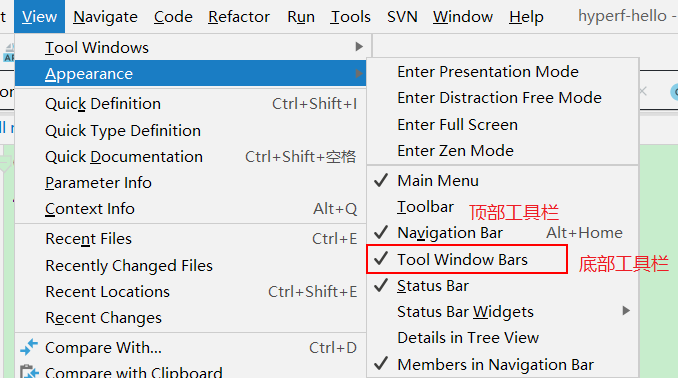 View Navigate Code Refactor Run Tools SVN Window Help hyperf-hello -
Tool Windows
Appearance
Quick Definition Ctrl+Shift+I
Quick Type Definition
Quick Documentation Ctrl+Shift+空格
Parameter Info
Context Info Alt+Q
Recent Files Ctrl+E
Recently Changed Files
Recent Locations Ctrl+Shift+E
Recent Changes
Compare With... Ctrl+D
Compare with Clipboard
Enter Presentation Mode
Enter Distraction Free Mode
Enter Full Screen
Enter Zen Mode
Main Menu
Toolbar
顶部工具栏
Navigation Bar Alt+Home
Tool Window Bars
底部工具栏
Status Bar
Status Bar Widgets
Details in Tree View
Members in Navigation Bar